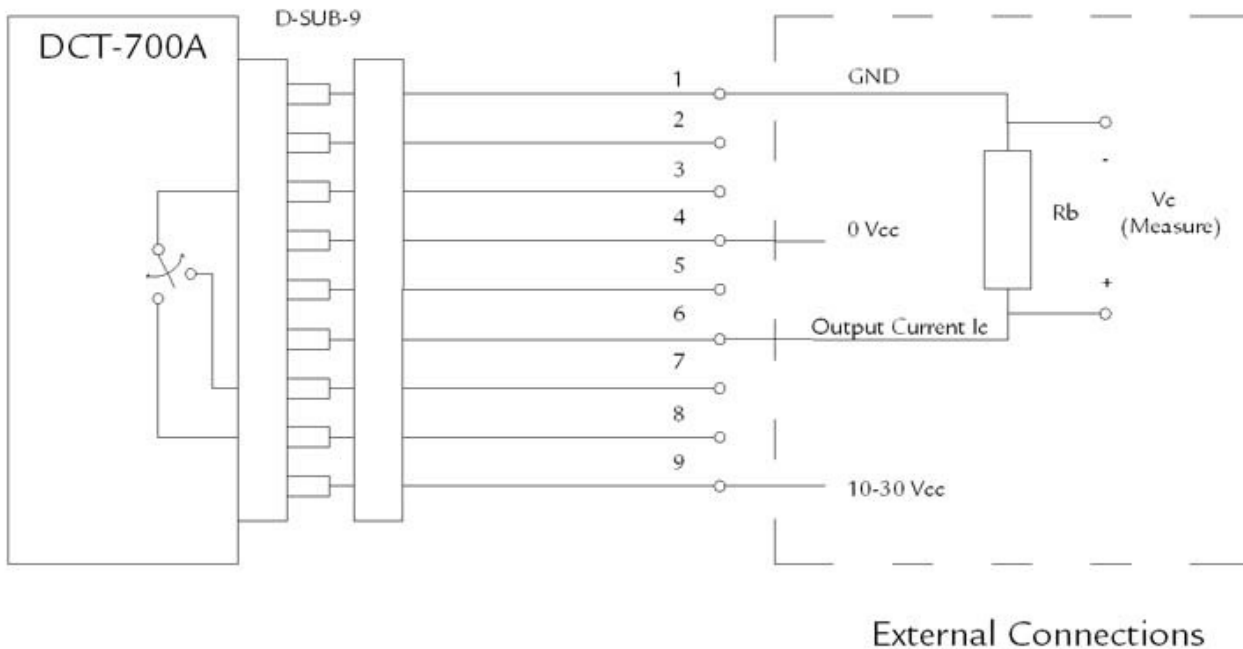 D-SUB-9
DCT-700A
1
GND
2
3
4
0 Vcc
5
6
Output Current Ic
7
8
9
10-30 Vcc
-
Rb
Vc
(Measure)
+
External Connections